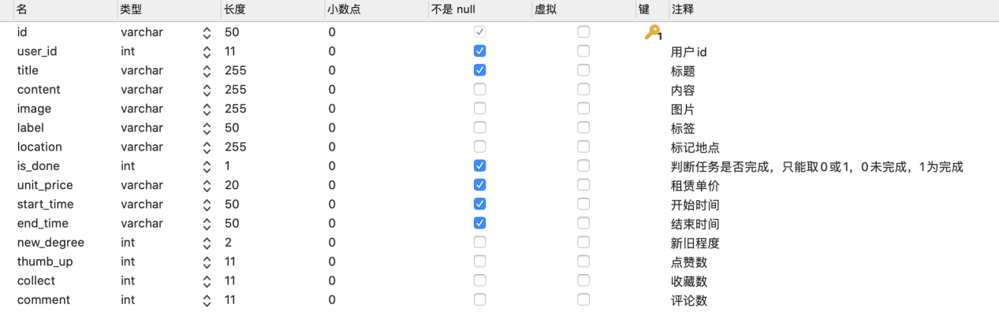 名 类型 长度 小数点 不是 null 虚拟 键 注释
id varchar 50 0 1
user_id int 11 0 用户id
title varchar 255 0 标题
content varchar 255 0 内容
image varchar 255 0 图片
label varchar 50 0 标签
location varchar 255 0 标记地点
is_done int 1 0 判断任务是否完成，只能取0或1，0未完成，1为完成
unit_price varchar 20 0 租赁单价
start_time varchar 50 0 开始时间
end_time varchar 50 0 结束时间
new_degree int 2 0 新旧程度
thumb_up int 11 0 点赞数
collect int 11 0 收藏数
comment int 11 0 评论数